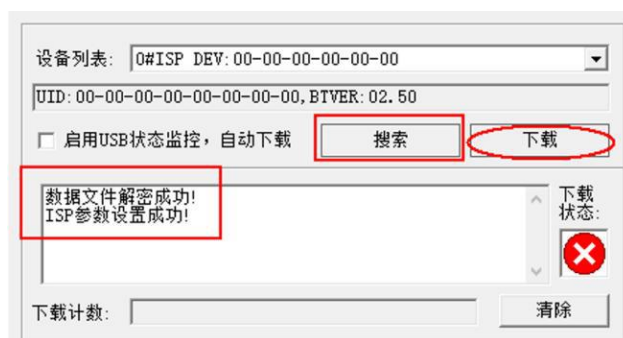 设备列表: 0#ISP DEV:00-00-00-00-00-00
UID:00-00-00-00-00-00-00-00,BTVER:02.50
启用USB状态监控，自动下载 搜索 下载
数据文件解密成功!
ISP参数设置成功!
下载
状态:
下载计数: 清除